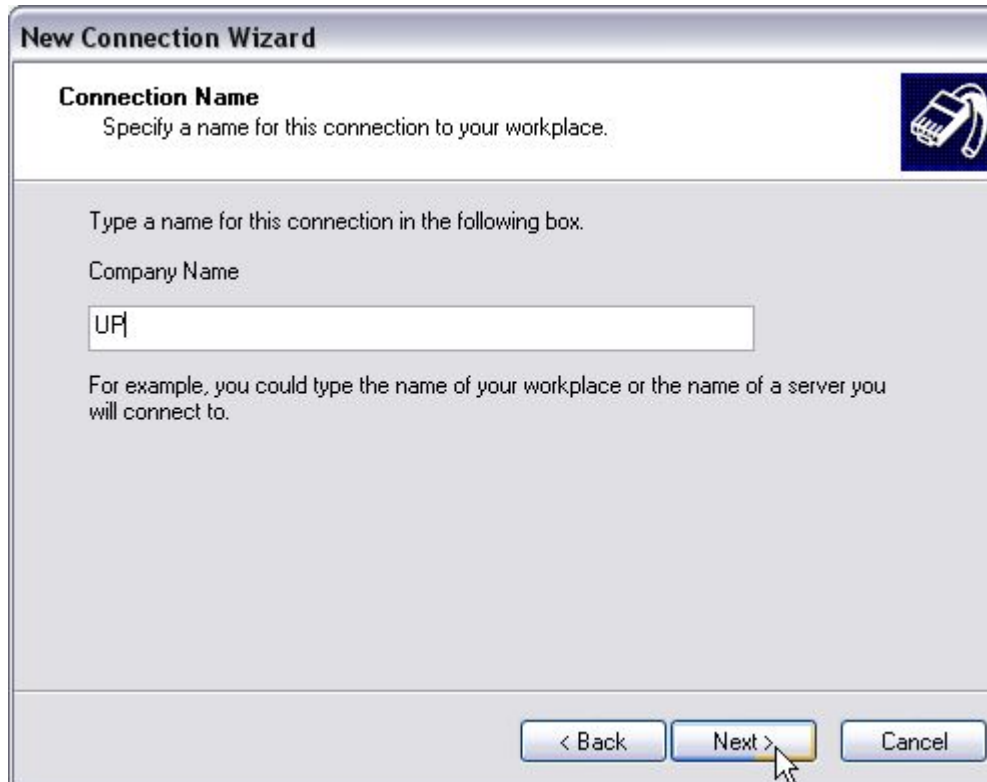 New Connection Wizard
Connection Name
Specify a name for this connection to your workplace.
Type a name for this connection in the following box.
Company Name
UP
For example, you could type the name of your workplace or the name of a server you
will connect to.
< Back
Next >
Cancel